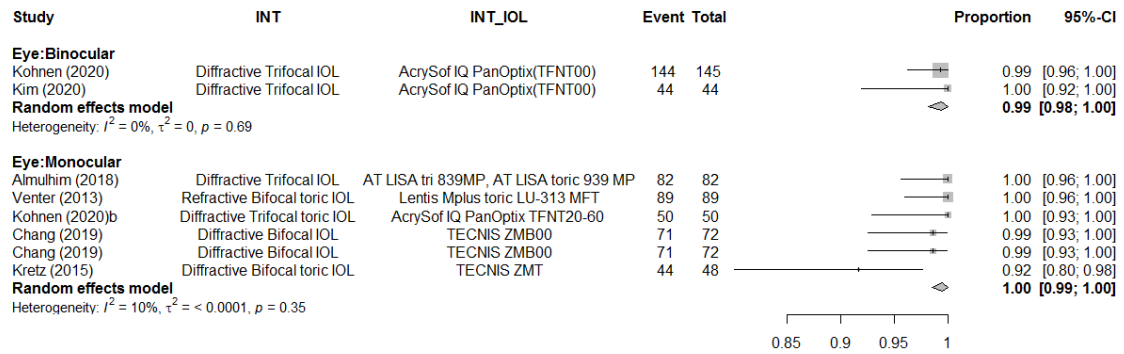 Study INT INT_IOL Event Total Proportion 95%-CI
Eye:Binocular
Kohnen (2020) Diffractive Trifocal IOL AcrySof IQ PanOptix(TFNT00) 144 145 0.99 [0.96; 1.00]
Kim (2020) Diffractive Trifocal IOL AcrySof IQ PanOptix(TFNT00) 44 44 1.00 [0.92; 1.00]
Random effects model 0.99 [0.98; 1.00]
Heterogeneity: I² = 0%, τ² = 0, p = 0.69
Eye:Monocular
Almulhim (2018) Diffractive Trifocal IOL AT LISA tri 839MP, AT LISA toric 939 MP 82 82 1.00 [0.96; 1.00]
Venter (2013) Refractive Bifocal toric IOL Lentis Mplus toric LU-313 MFT 89 89 1.00 [0.96; 1.00]
Kohnen (2020)b Diffractive Trifocal toric IOL AcrySof IQ PanOptix TFNT20-60 50 50 1.00 [0.93; 1.00]
Chang (2019) Diffractive Bifocal IOL TECNIS ZMB00 71 72 0.99 [0.93; 1.00]
Chang (2019) Diffractive Bifocal IOL TECNIS ZMB00 71 72 0.99 [0.93; 1.00]
Kretz (2015) Diffractive Bifocal toric IOL TECNIS ZMT 44 48 0.92 [0.80; 0.98]
Random effects model 1.00 [0.99; 1.00]
Heterogeneity: I² = 10%, τ² = < 0.0001, p = 0.35
0.85 0.9 0.95 1